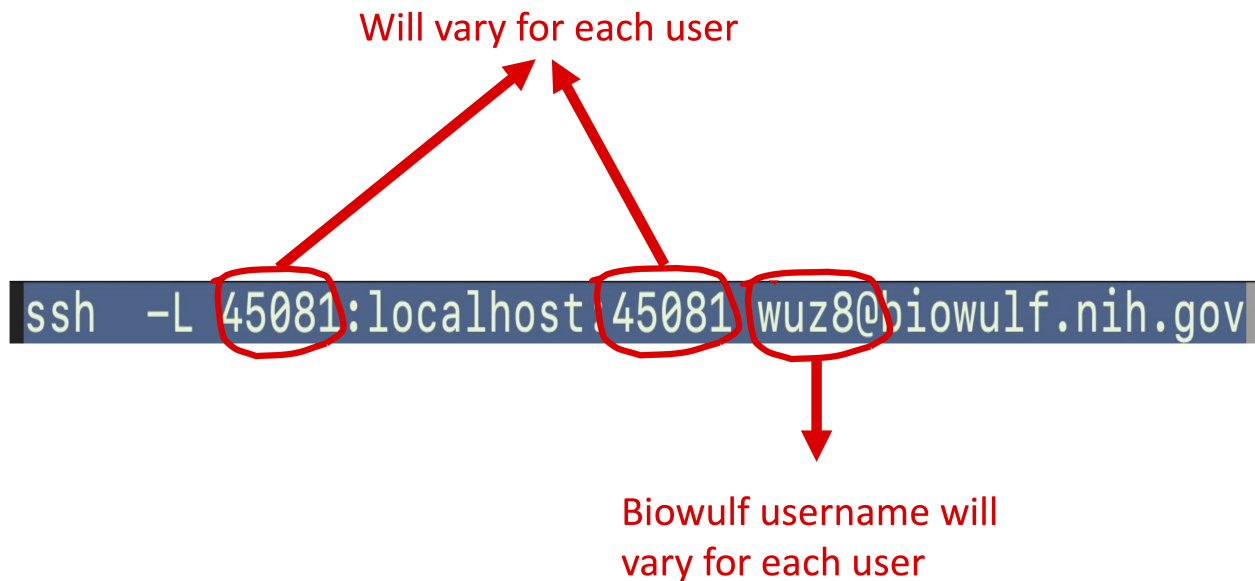 Will vary for each user
ssh -L 45081:localhost:45081 wuz8@biowulf.nih.gov
Biowulf username will
vary for each user